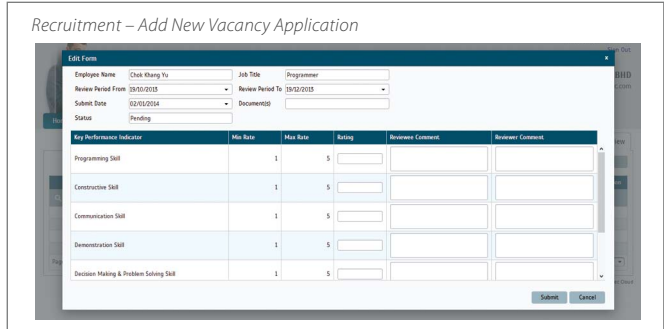 Recruitment – Add New Vacancy Application
Sign Out
Edit Form x
Employee Name Chok Khang Yu Job Title Programmer
BHD
Review Period From 19/10/2013 Review Period To 19/12/2013
Submit Date 02/01/2014 Document(s)
Status Pending
Key Performance Indicator Min Rate Max Rate Rating Reviewee Comment Reviewer Comment
Programming Skill 1 5
Constructive Skill 1 5
Communication Skill 1 5
Demonstration Skill 1 5
Decision Making & Problem Solving Skill 1 5
Submit Cancel